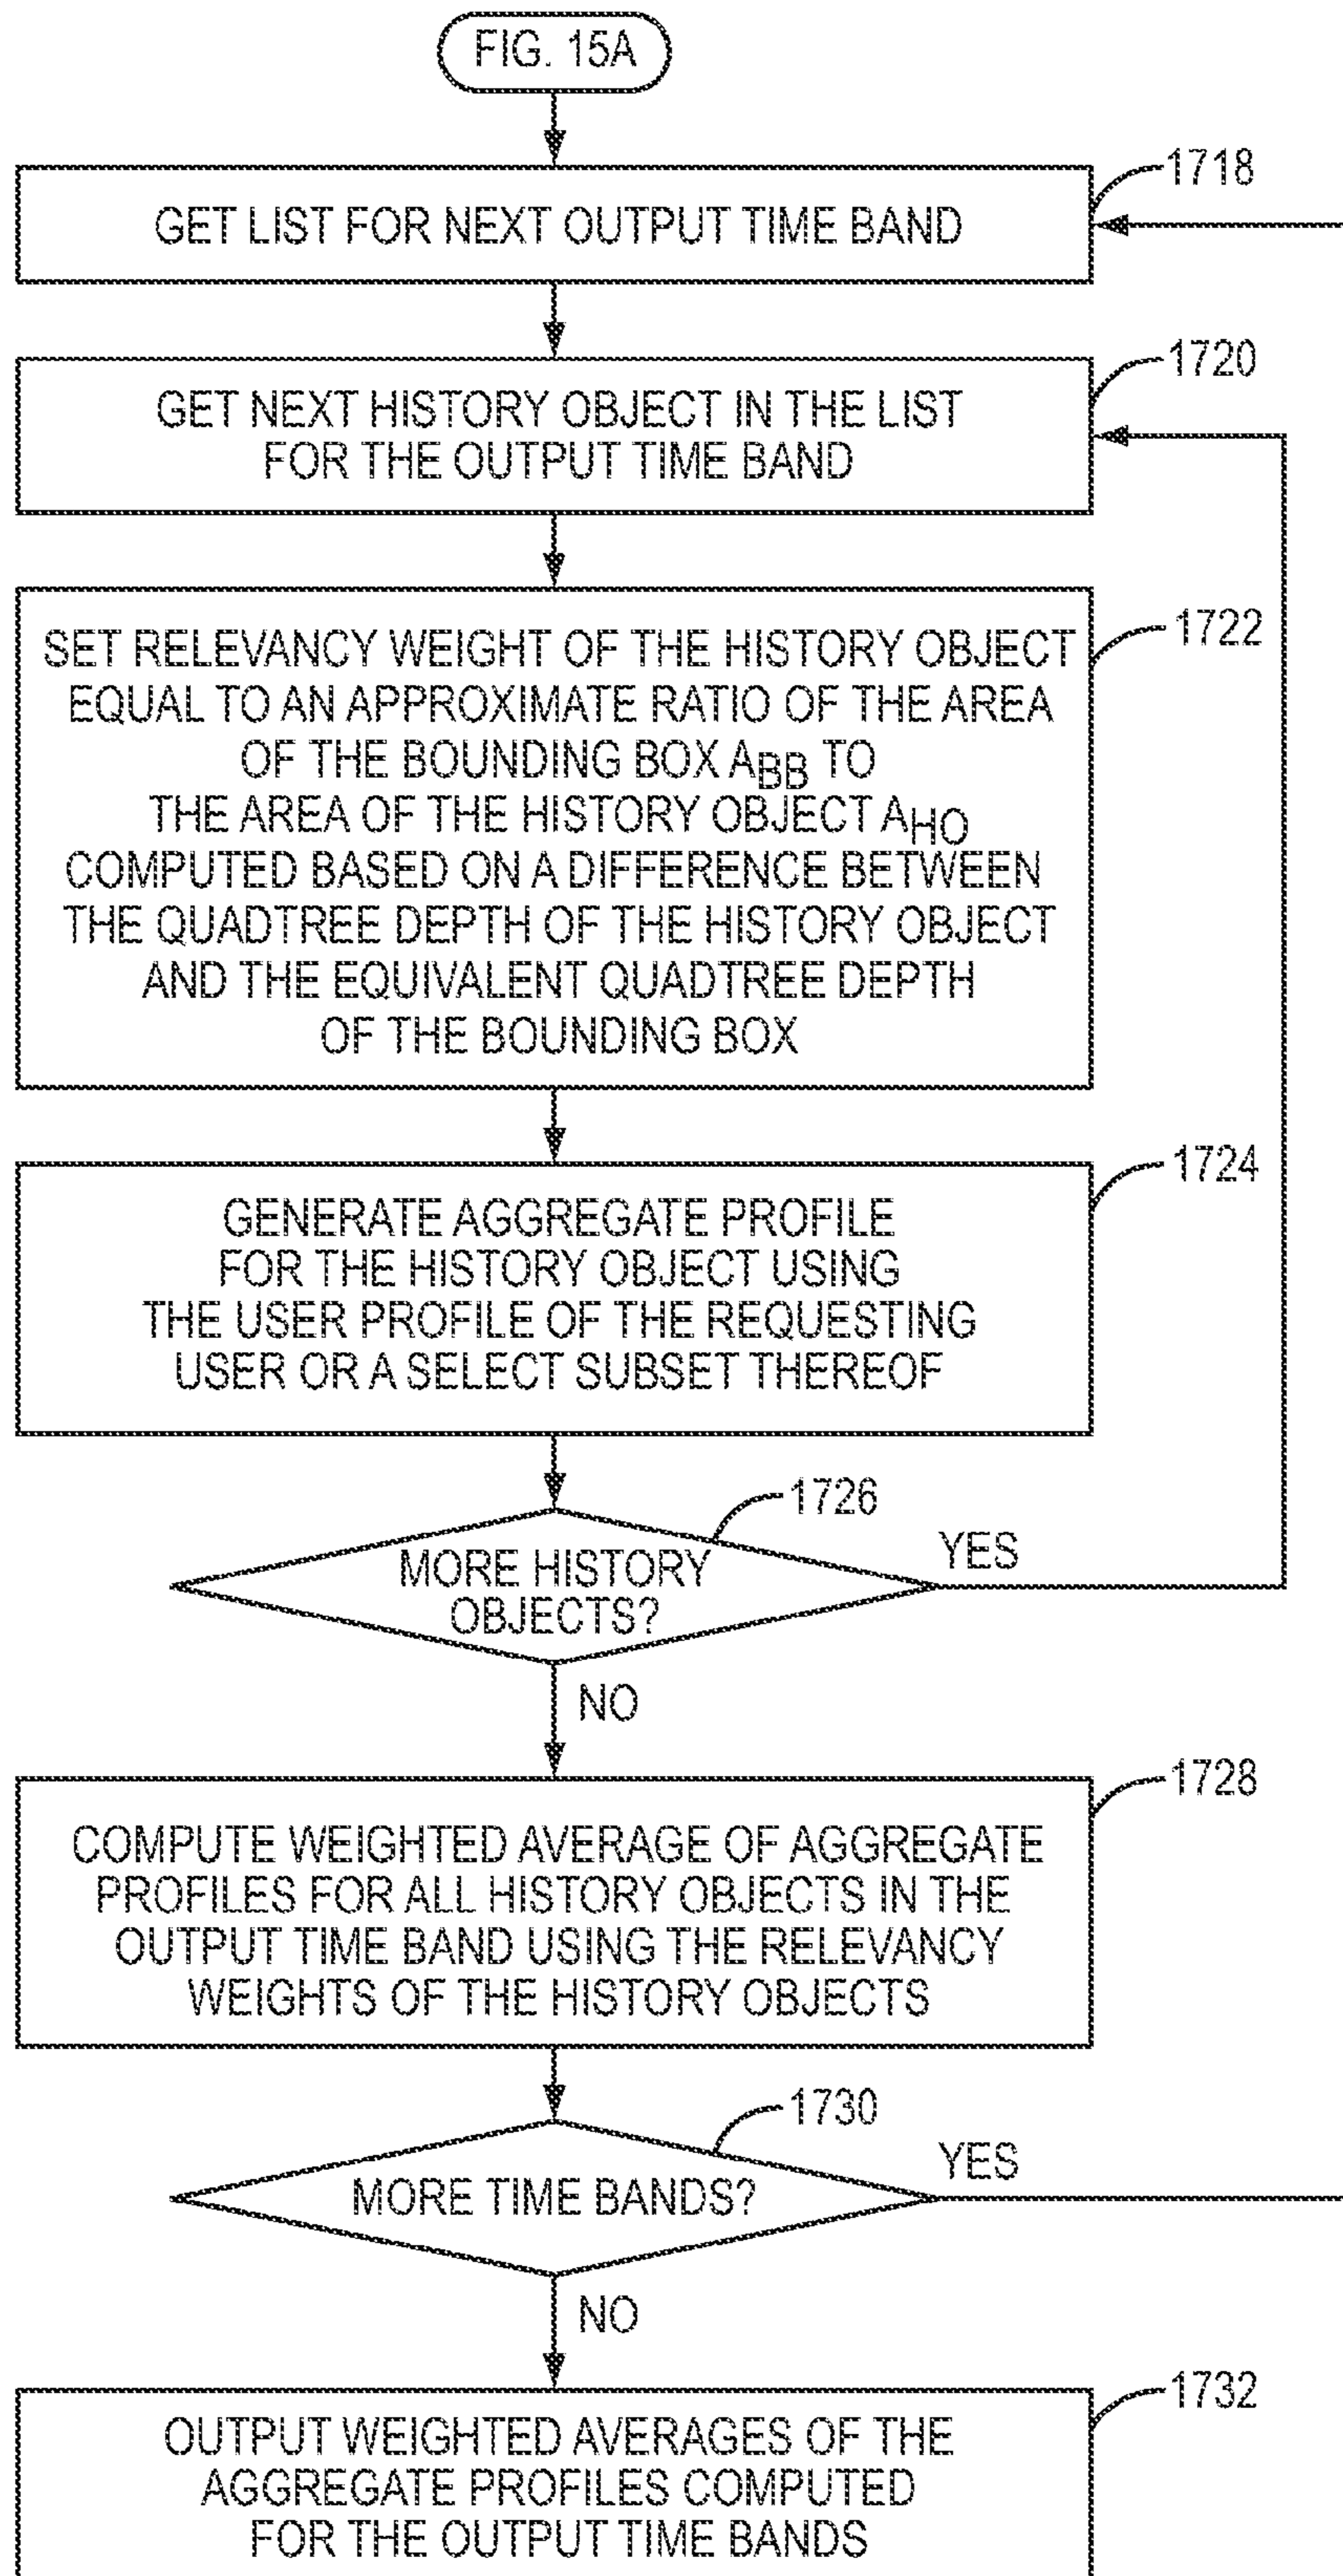 FIG. 15A
1718
GET LIST FOR NEXT OUTPUT TIME BAND
1720
GET NEXT HISTORY OBJECT IN THE LIST
FOR THE OUTPUT TIME BAND
1722
SET RELEVANCY WEIGHT OF THE HISTORY OBJECT
EQUAL TO AN APPROXIMATE RATIO OF THE AREA
OF THE BOUNDING BOX ABB TO
THE AREA OF THE HISTORY OBJECT AHO
COMPUTED BASED ON A DIFFERENCE BETWEEN
THE QUADTREE DEPTH OF THE HISTORY OBJECT
AND THE EQUIVALENT QUADTREE DEPTH
OF THE BOUNDING BOX
1724
GENERATE AGGREGATE PROFILE
FOR THE HISTORY OBJECT USING
THE USER PROFILE OF THE REQUESTING
USER OR A SELECT SUBSET THEREOF
1726
MORE HISTORY
OBJECTS?
YES
NO
1728
COMPUTE WEIGHTED AVERAGE OF AGGREGATE
PROFILES FOR ALL HISTORY OBJECTS IN THE
OUTPUT TIME BAND USING THE RELEVANCY
WEIGHTS OF THE HISTORY OBJECTS
1730
MORE TIME BANDS?
YES
NO
1732
OUTPUT WEIGHTED AVERAGES OF THE
AGGREGATE PROFILES COMPUTED
FOR THE OUTPUT TIME BANDS